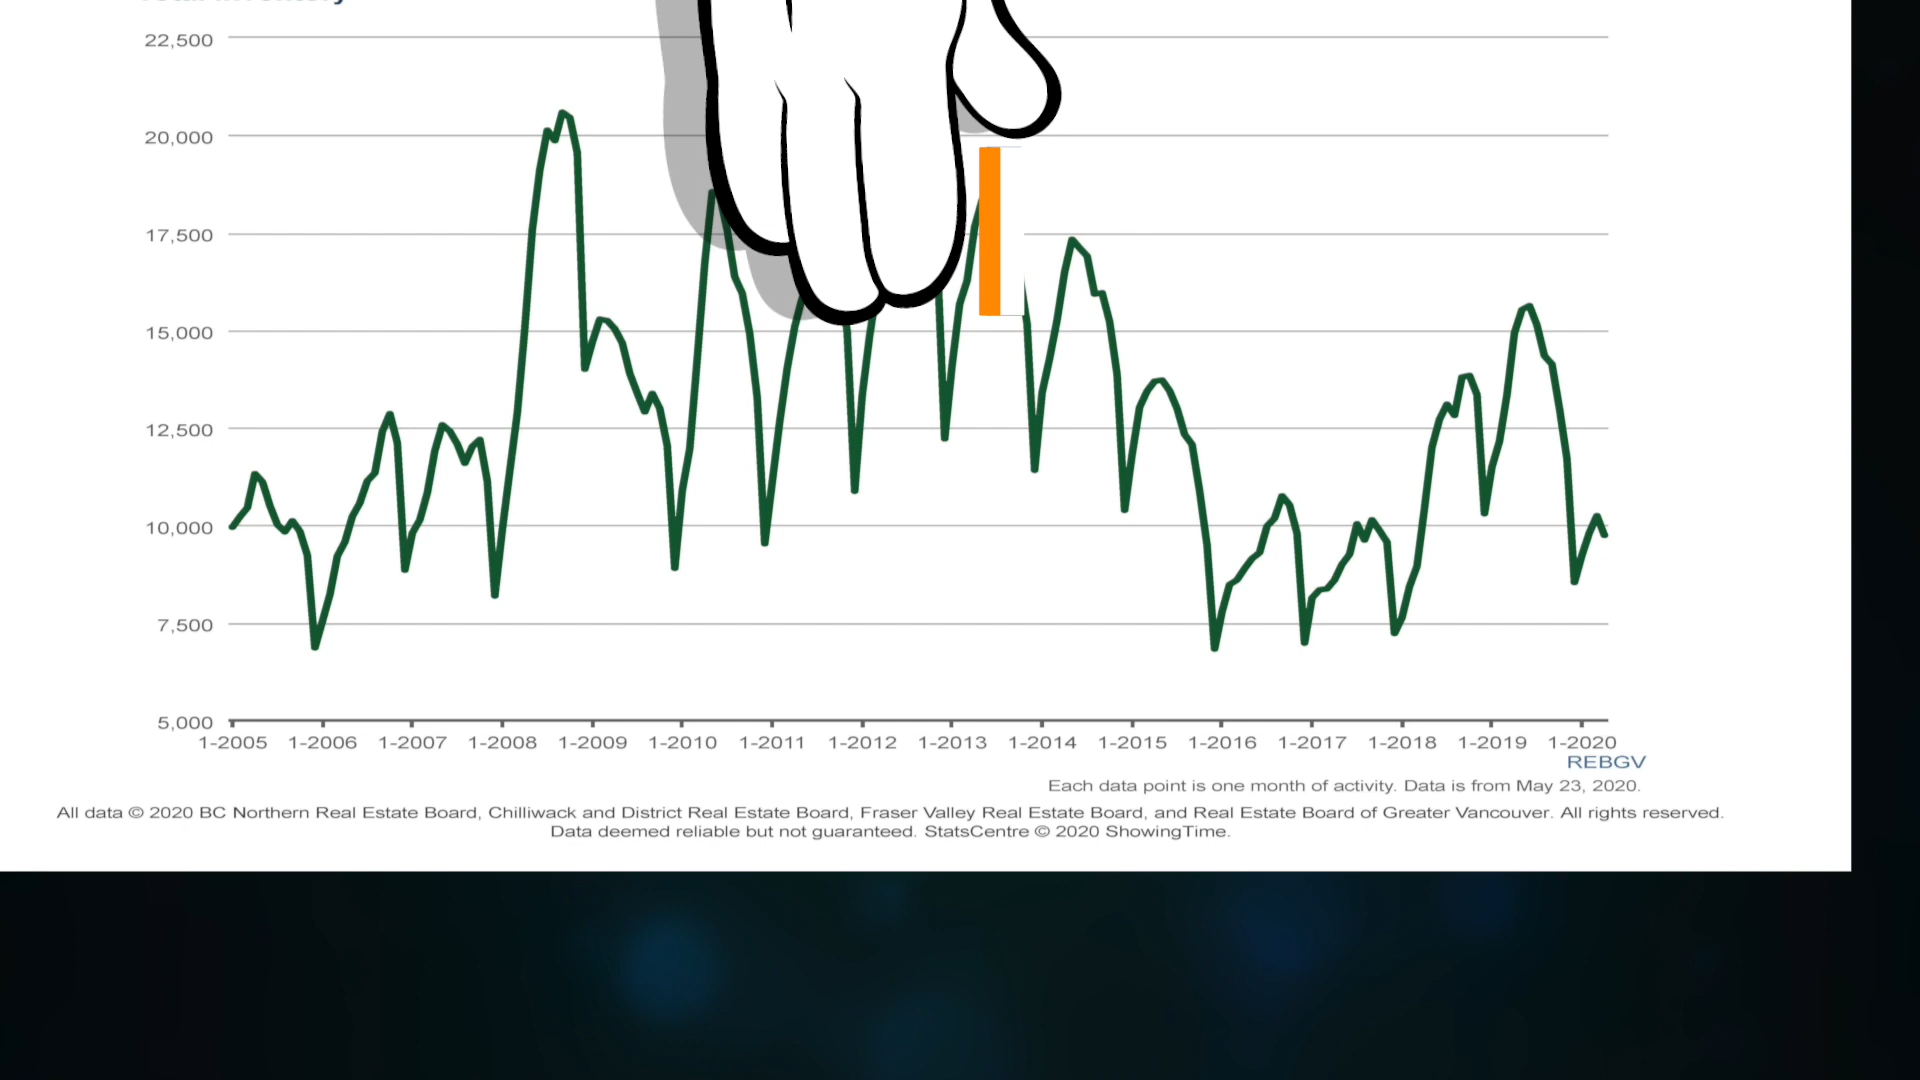 Total Inventory
22,500
20,000
17,500
15,000
12,500
10,000
7,500
5,000
1-2005 1-2006 1-2007 1-2008 1-2009 1-2010 1-2011 1-2012 1-2013 1-2014 1-2015 1-2016 1-2017 1-2018 1-2019 1-2020
REBGV
Each data point is one month of activity. Data is from May 23, 2020.
All data © 2020 BC Northern Real Estate Board, Chilliwack and District Real Estate Board, Fraser Valley Real Estate Board, and Real Estate Board of Greater Vancouver. All rights reserved.
Data deemed reliable but not guaranteed. StatsCentre © 2020 ShowingTime.